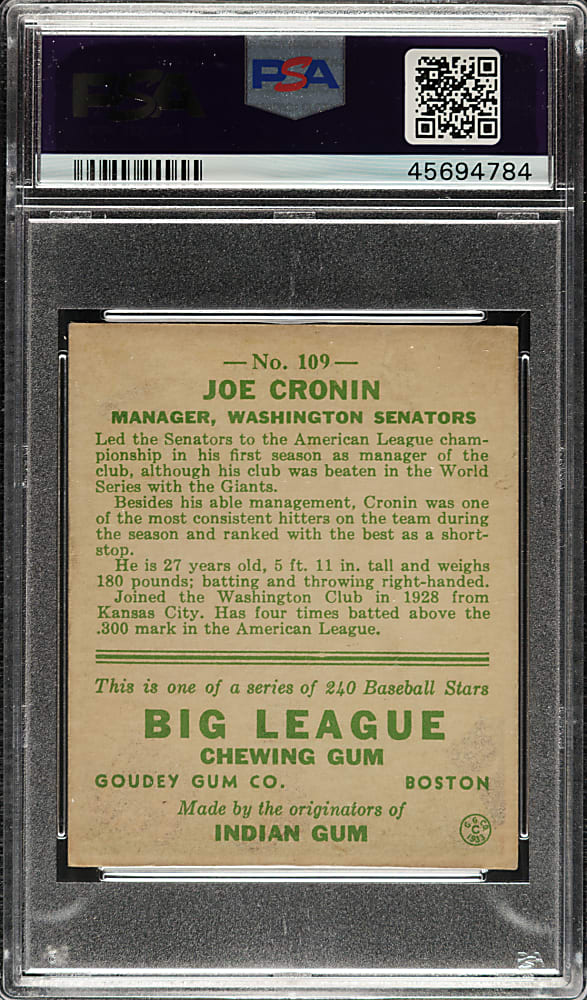 PSA
PSA
45694784
— No. 109 —
JOE CRONIN
MANAGER, WASHINGTON SENATORS
Led the Senators to the American League cham-
pionship in his first season as manager of the
club, although his club was beaten in the World
Series with the Giants.
Besides his able management, Cronin was one
of the most consistent hitters on the team during
the season and ranked with the best as a short-
stop.
He is 27 years old, 5 ft. 11 in. tall and weighs
180 pounds; batting and throwing right-handed.
Joined the Washington Club in 1928 from
Kansas City. Has four times batted above the
.300 mark in the American League.
This is one of a series of 240 Baseball Stars
BIG LEAGUE
CHEWING GUM
GOUDEY GUM CO. BOSTON
Made by the originators of
INDIAN GUM
G.G.CO.
C
1933
PSA